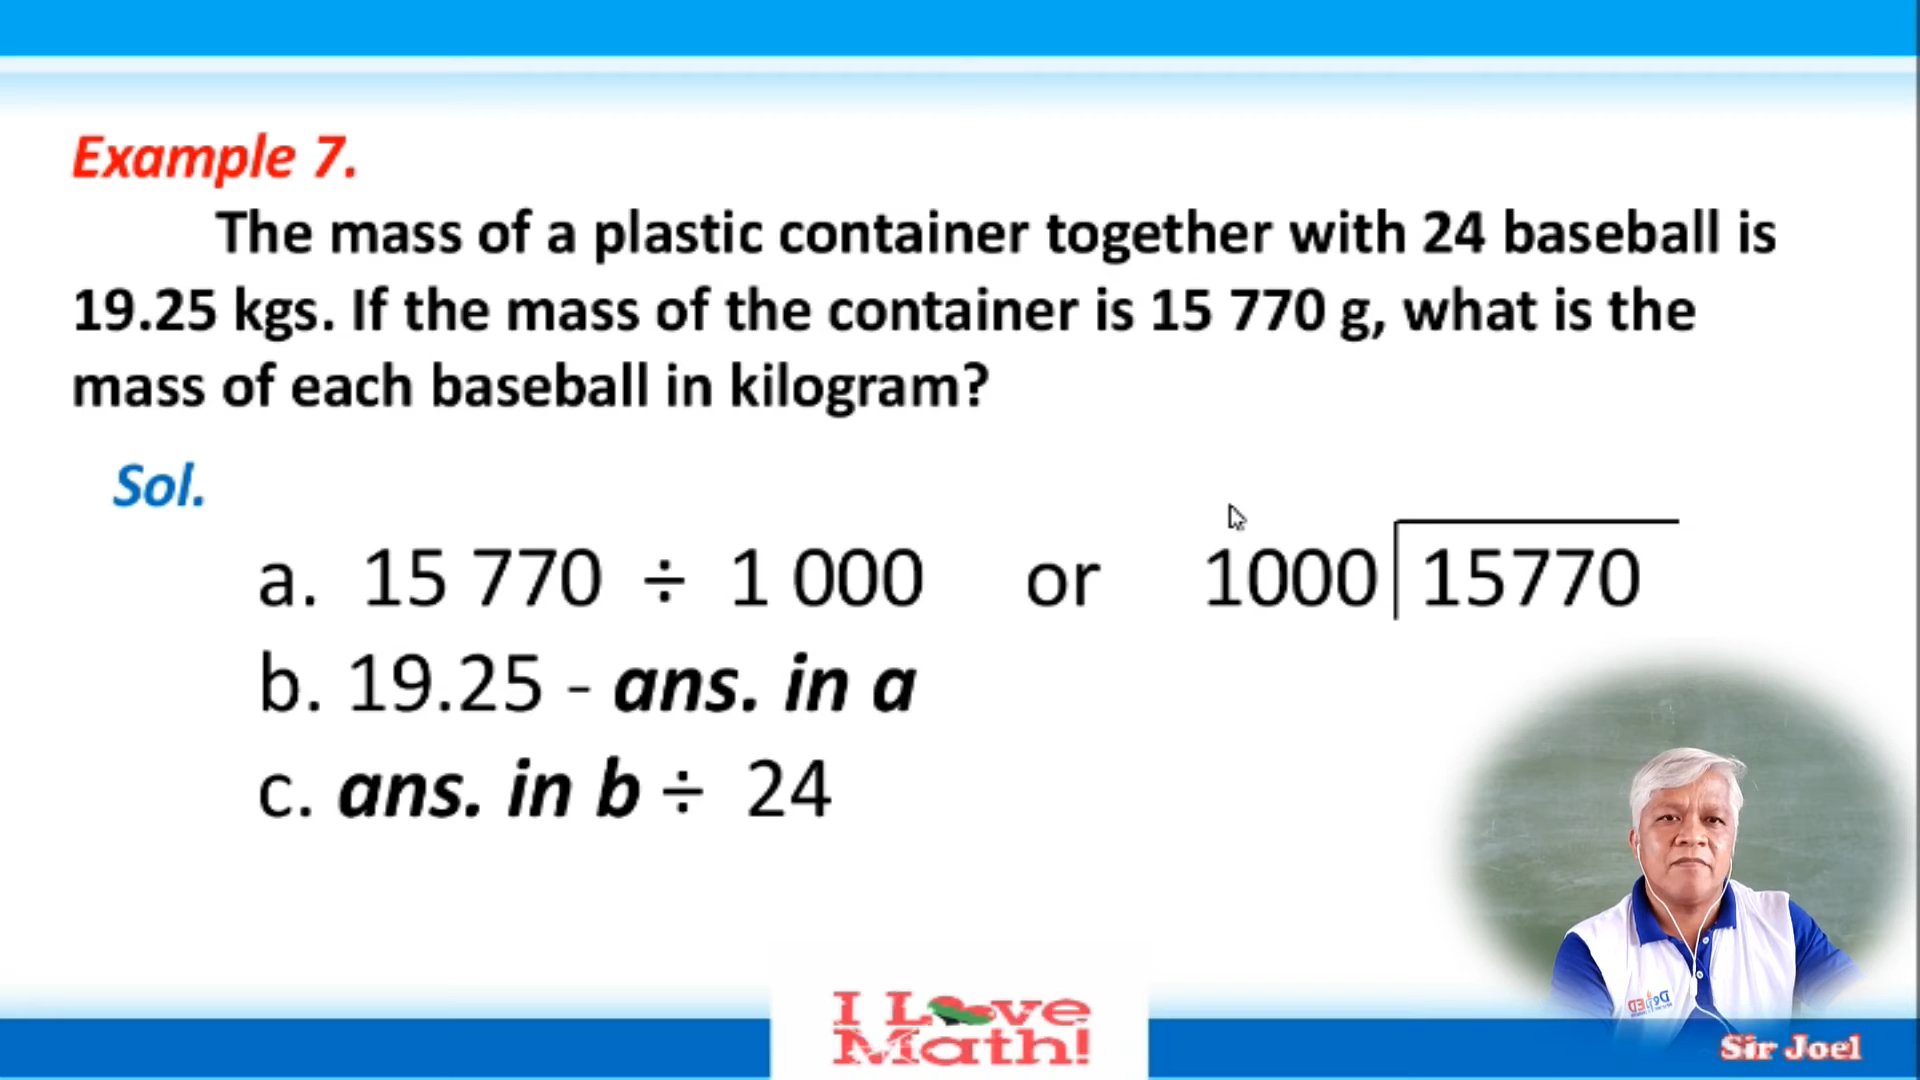 Example 7.
The mass of a plastic container together with 24 baseball is
19.25 kgs. If the mass of the container is 15 770 g, what is the
mass of each baseball in kilogram?
Sol.
a. 15 770 ÷ 1 000 or 1000 15770
b. 19.25 - ans. in a
c. ans. in b ÷ 24
I Love
Math!
Sir Joel